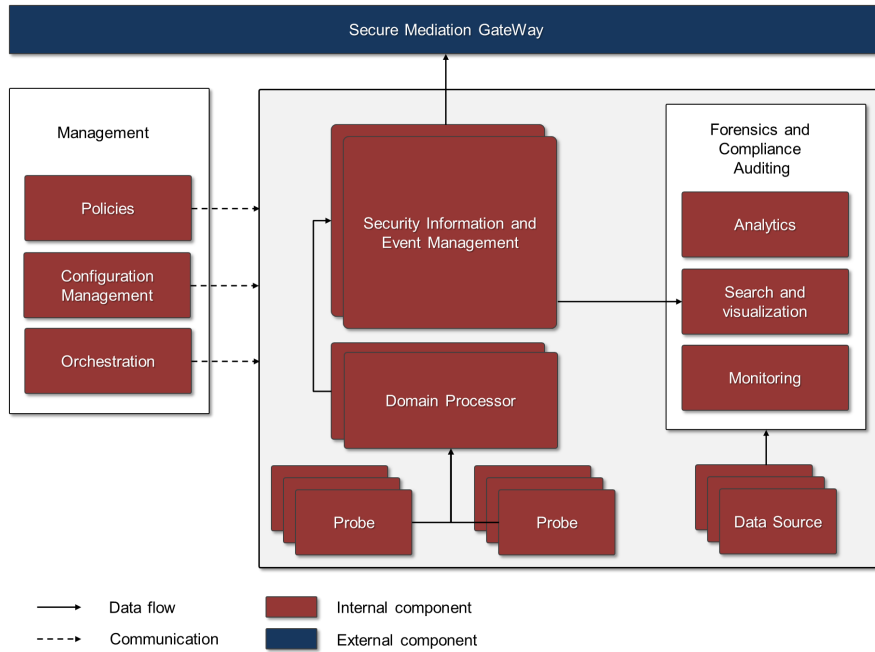 Secure Mediation GateWay
Management
Policies
Configuration
Management
Orchestration
Security Information and
Event Management
Domain Processor
Probe
Probe
Forensics and
Compliance
Auditing
Analytics
Search and
visualization
Monitoring
Data Source
Data flow
Communication
Internal component
External component